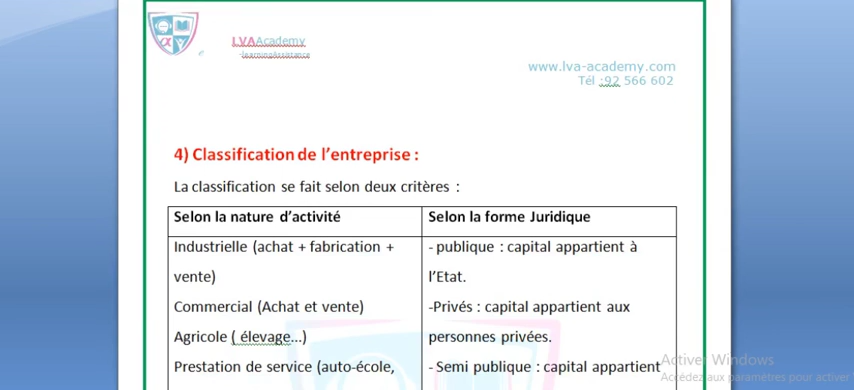 LVAAcademy
-learningAssistance
www.lva-academy.com
Tél :92 566 602
4) Classification de l’entreprise :
La classification se fait selon deux critères :
Selon la nature d’activité
Industrielle (achat + fabrication +
vente)
Commercial (Achat et vente)
Agricole ( élevage...)
Prestation de service (auto-école,
Selon la forme Juridique
- publique : capital appartient à
l’Etat.
-Privés : capital appartient aux
personnes privées.
- Semi publique : capital appartient
Activer Windows
Accédez aux paramètres pour activer